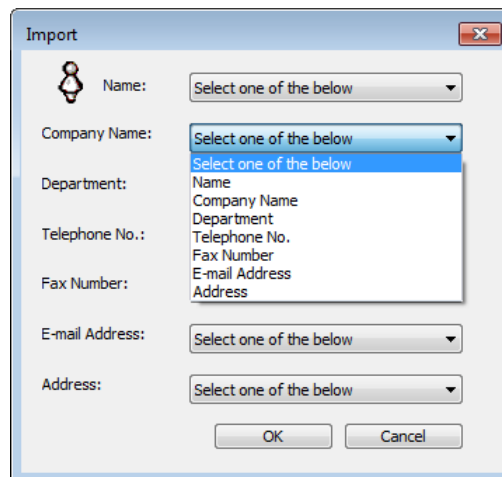 Import
Name: Select one of the below
Company Name: Select one of the below
Select one of the below
Name
Department: Company Name
Department
Telephone No.: Telephone No.
Fax Number
Fax Number: E-mail Address
Address
E-mail Address: Select one of the below
Address: Select one of the below
OK Cancel